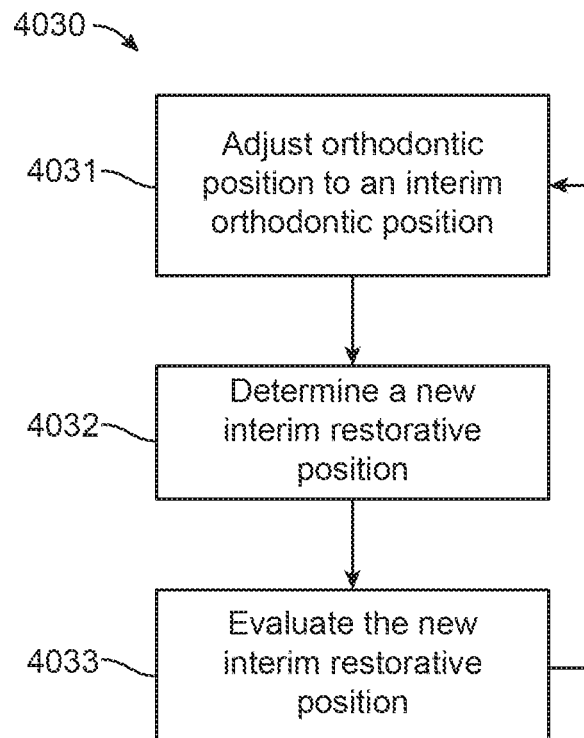 4030
4031
Adjust orthodontic
position to an interim
orthodontic position
4032
Determine a new
interim restorative
position
4033
Evaluate the new
interim restorative
position